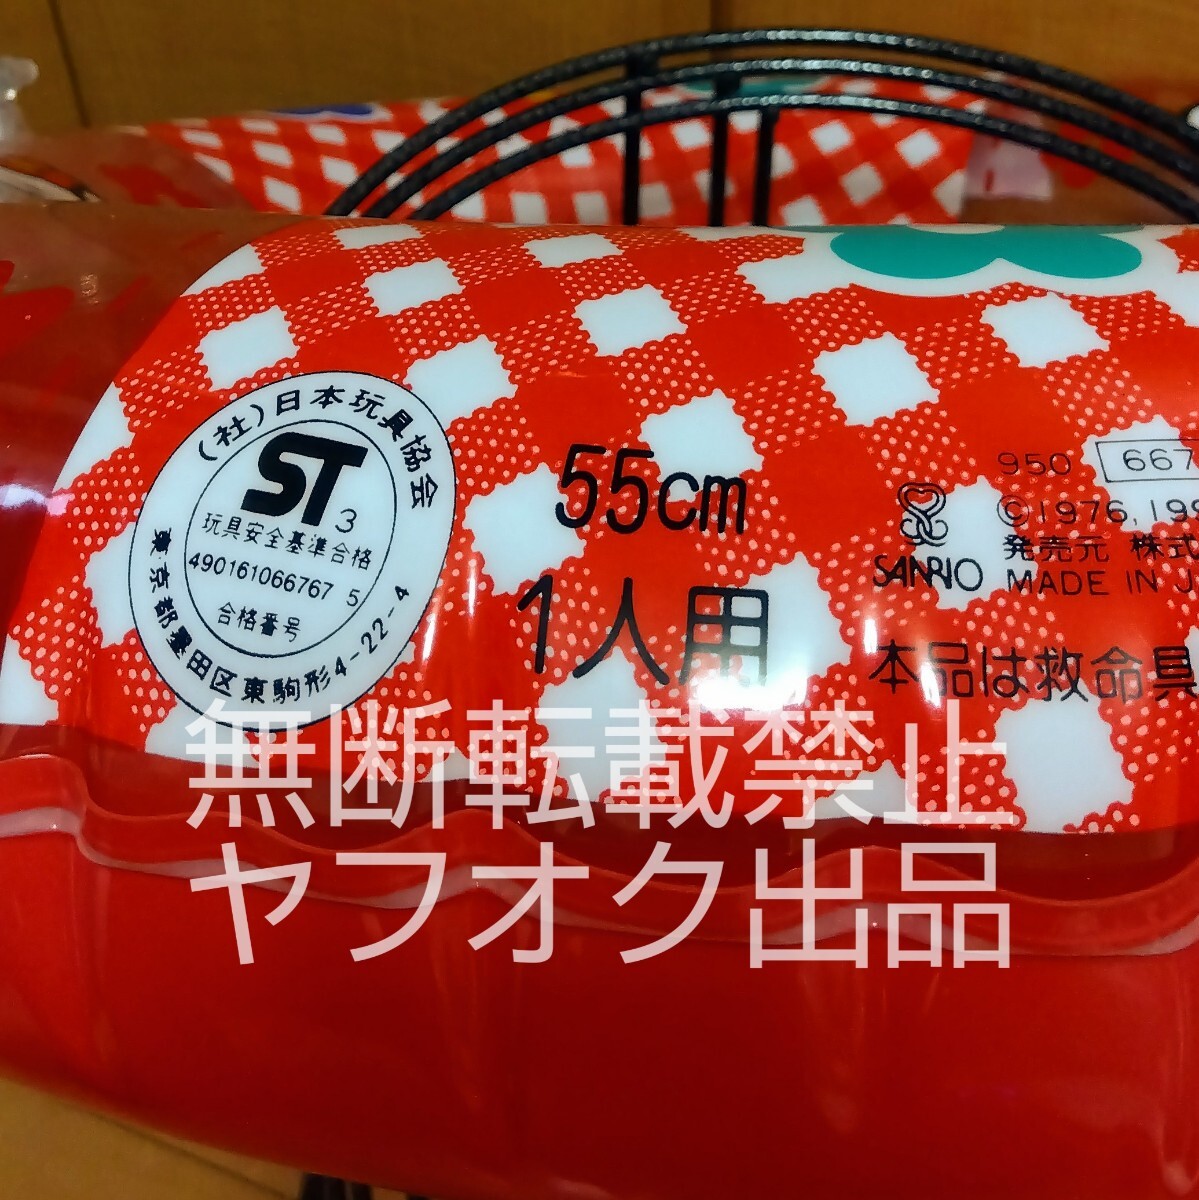 (社)日本玩具協会
ST 3
玩具安全基準合格
49016106676​7 5
合格番号
東京都墨田区東駒形4-22-4
55cm
1人用
950 667
©1976,199
SANRIO
発売元 株式
MADE IN J
本品は救命具
無断転載禁止
ヤフオク出品